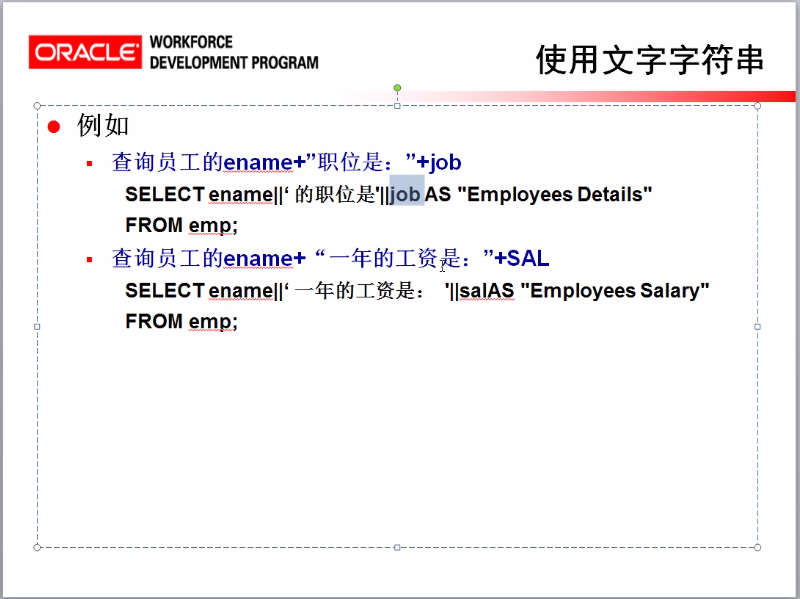 ORACLE WORKFORCE
DEVELOPMENT PROGRAM
使用文字字符串
例如
查询员工的ename+”职位是：”+job
SELECT ename||‘ 的职位是'||job AS "Employees Details"
FROM emp;
查询员工的ename+“一年的工资是：”+SAL
SELECT ename||‘ 一年的工资是： '||salAS "Employees Salary"
FROM emp;